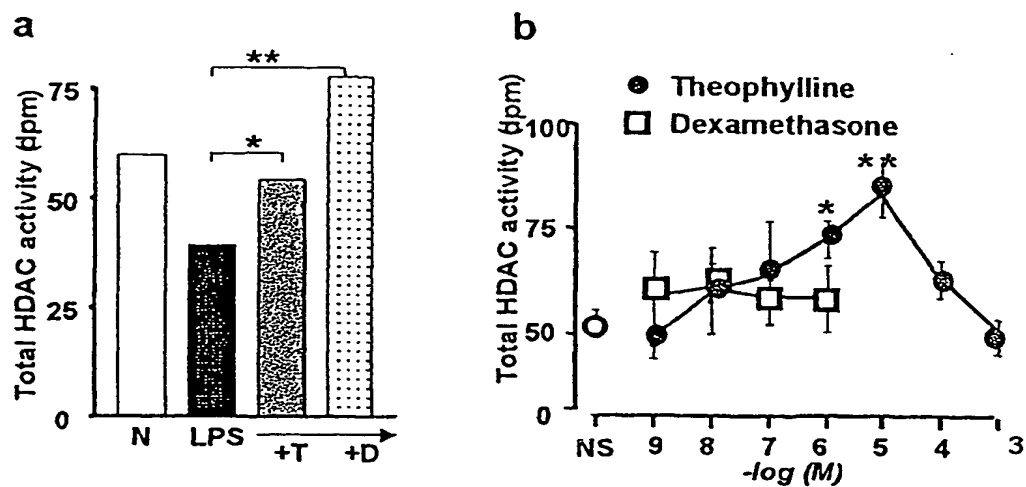 a
Total HDAC activity (dpm)
75
50
25
0
**
*
N LPS +T +D
b
Total HDAC activity (dpm)
100
75
50
0
Theophylline
Dexamethasone
**
*
NS 9 8 7 6 5 4 3
-log (M)